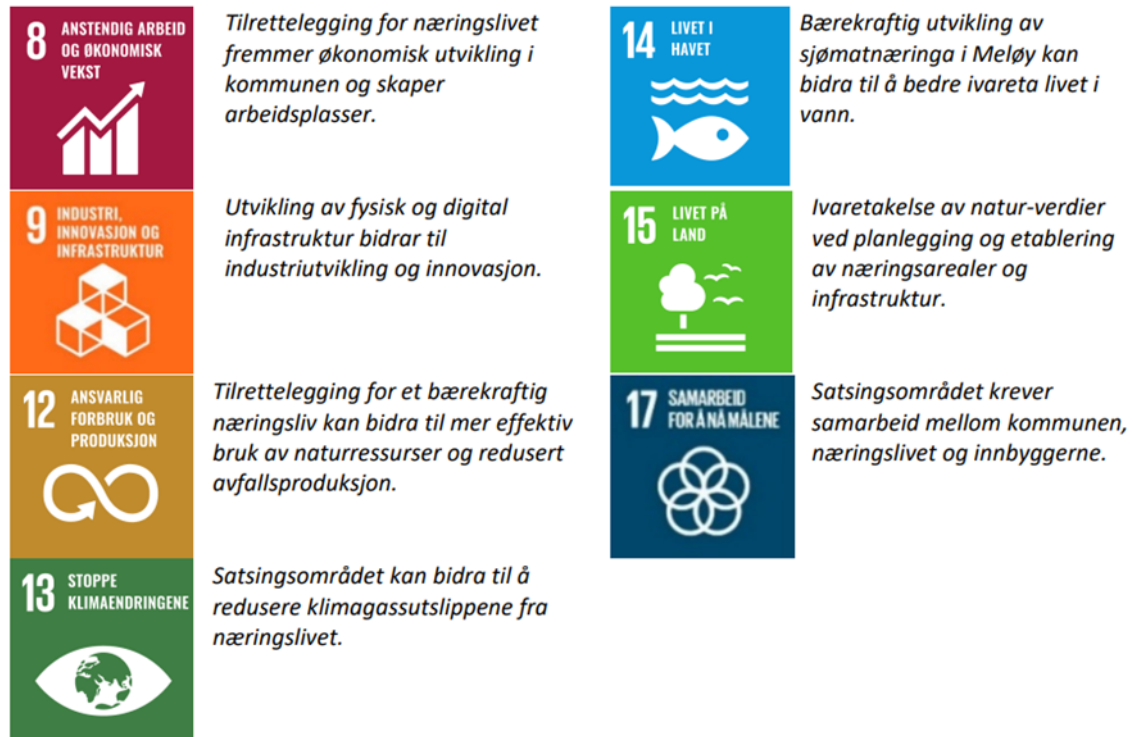 8 ANSTENDIG ARBEID
OG ØKONOMISK
VEKST
Tilrettelegging for næringslivet
fremmer økonomisk utvikling i
kommunen og skaper
arbeidsplasser.
9 INDUSTRI,
INNOVASJON OG
INFRASTRUKTUR
Utvikling av fysisk og digital
infrastruktur bidrar til
industriutvikling og innovasjon.
12 ANSVARLIG
FORBRUK OG
PRODUKSJON
Tilrettelegging for et bærekraftig
næringsliv kan bidra til mer effektiv
bruk av naturressurser og redusert
avfallsproduksjon.
13 STOPPE
KLIMAENDRINGENE
Satsingsområdet kan bidra til å
redusere klimagassutslippene fra
næringslivet.
14 LIVET I
HAVET
Bærekraftig utvikling av
sjømatnæringa i Meløy kan
bidra til å bedre ivareta livet i
vann.
15 LIVET PÅ
LAND
Ivaretakelse av natur-verdier
ved planlegging og etablering
av næringsarealer og
infrastruktur.
17 SAMARBEID
FOR Å NÅ MÅLENE
Satsingsområdet krever
samarbeid mellom kommunen,
næringslivet og innbyggerne.